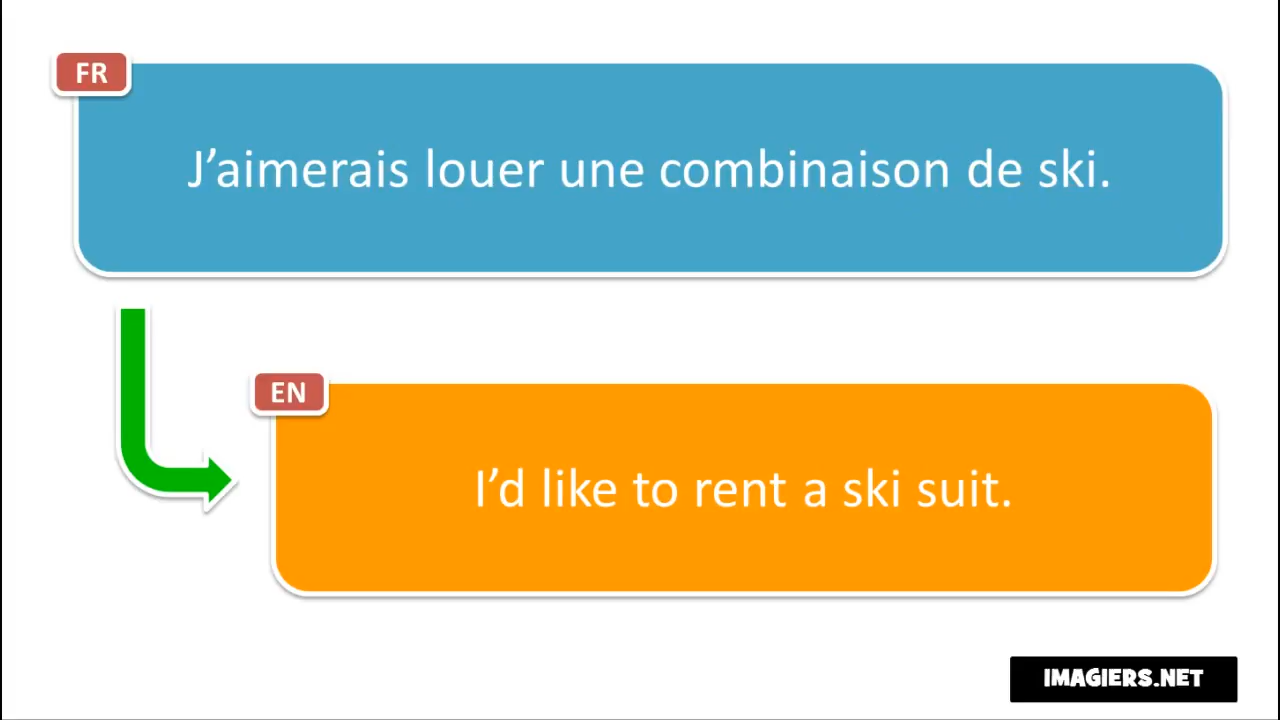 FR
J’aimerais louer une combinaison de ski.
EN
I’d like to rent a ski suit.
IMAGIERS.NET